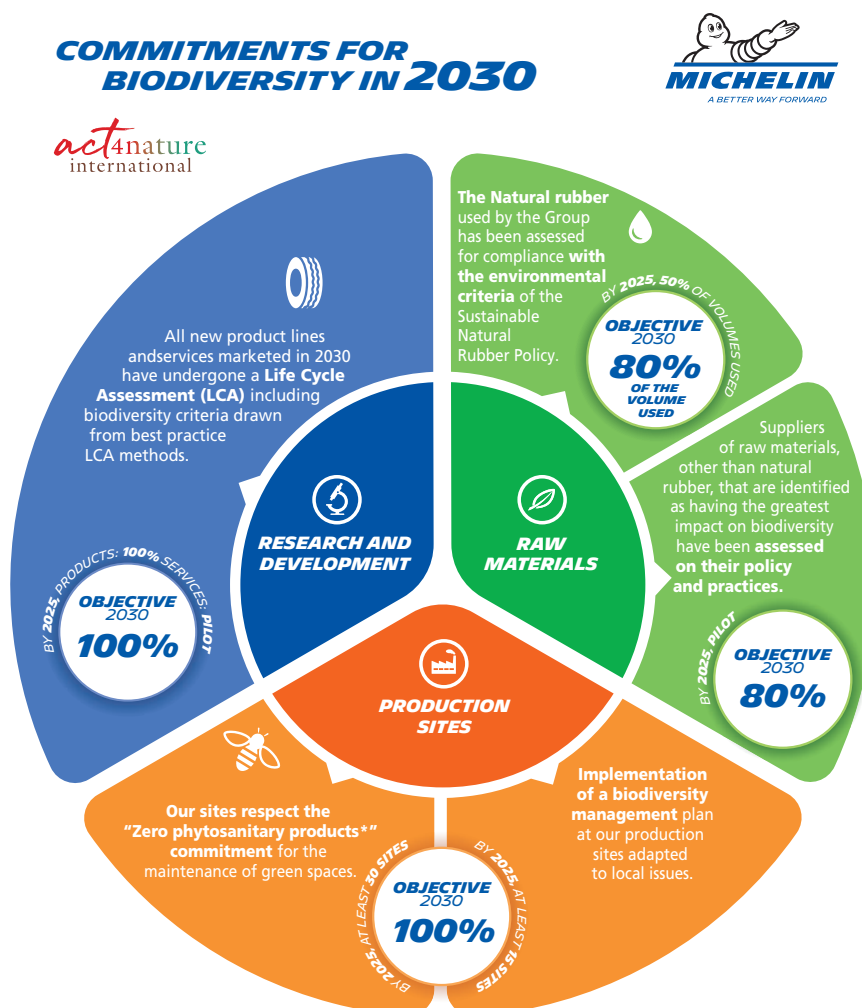 COMMITMENTS FOR
BIODIVERSITY IN 2030
MICHELIN
A BETTER WAY FORWARD
act4nature
international
The Natural rubber
used by the Group
has been assessed
for compliance with
the environmental
criteria of the
Sustainable
Natural
Rubber Policy.
BY 2025, 50% OF VOLUMES USED
OBJECTIVE
2030
80%
OF THE
VOLUME
USED
All new product lines
andservices marketed in 2030
have undergone a Life Cycle
Assessment (LCA) including
biodiversity criteria drawn
from best practice
LCA methods.
BY 2025, PRODUCTS: 100% SERVICES: PILOT
OBJECTIVE
2030
100%
Suppliers
of raw materials,
other than natural
rubber, that are identified
as having the greatest
impact on biodiversity
have been assessed
on their policy
and practices.
BY 2025, PILOT
OBJECTIVE
2030
80%
RESEARCH AND
DEVELOPMENT
RAW
MATERIALS
PRODUCTION
SITES
Our sites respect the
“Zero phytosanitary products*”
commitment for the
maintenance of green spaces.
Implementation
of a biodiversity
management plan
at our production
sites adapted
to local issues.
BY 2025, AT LEAST 30 SITES
BY 2025, AT LEAST 15 SITES
OBJECTIVE
2030
100%